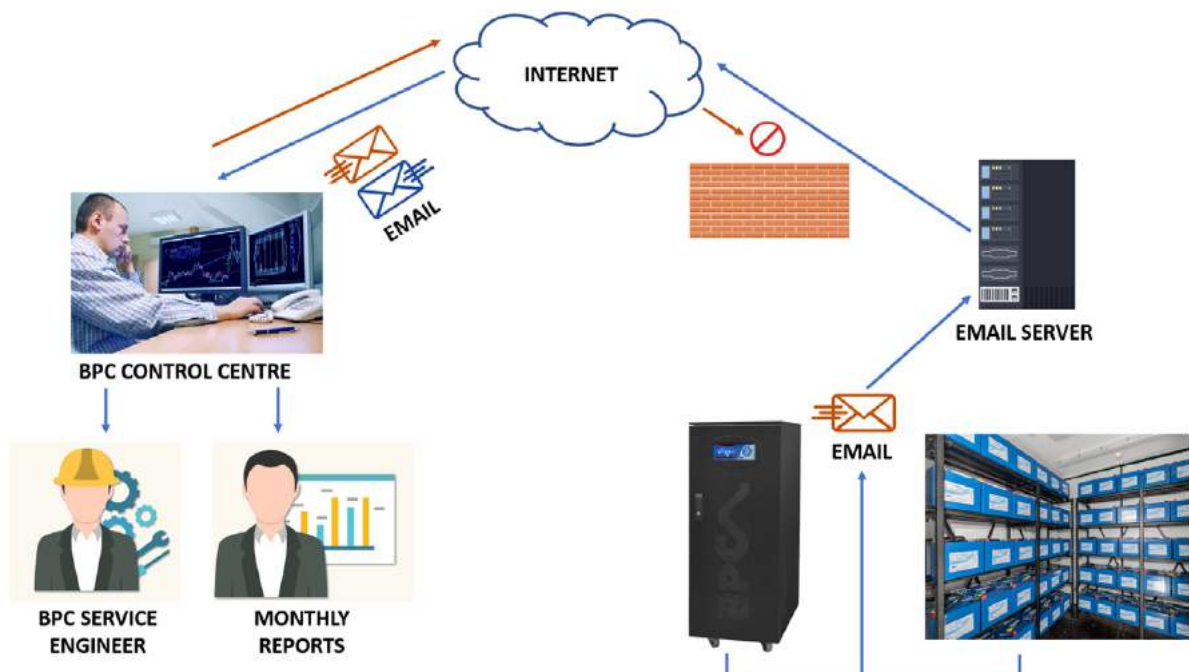 INTERNET
EMAIL
BPC CONTROL CENTRE
EMAIL SERVER
EMAIL
BPC
BPC SERVICE
ENGINEER
MONTHLY
REPORTS